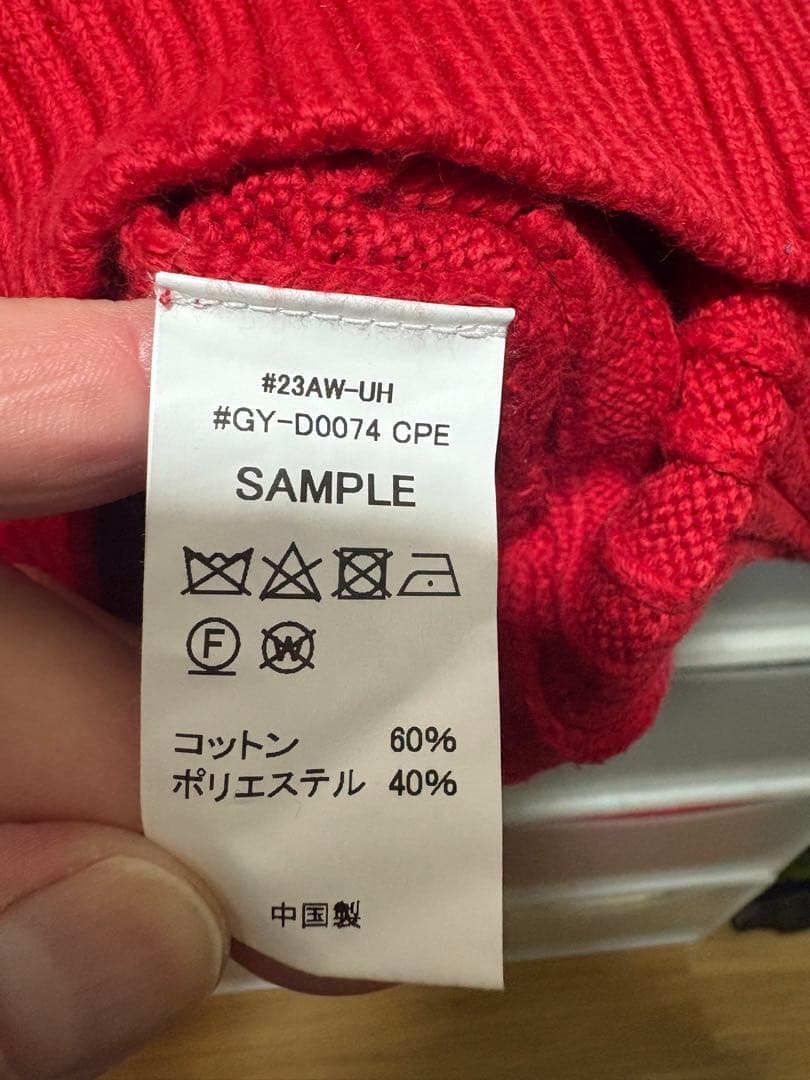 #23AW-UH
#GY-D0074 CPE
SAMPLE
F W
コットン 60%
ポリエステル 40%
中国製